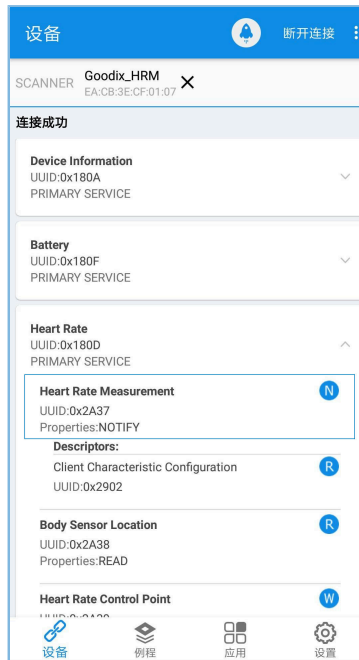 设备
断开连接
SCANNER Goodix_HRM
EA:CB:3E:CF:01:07
连接成功
Device Information
UUID:0x180A
PRIMARY SERVICE
Battery
UUID:0x180F
PRIMARY SERVICE
Heart Rate
UUID:0x180D
PRIMARY SERVICE
Heart Rate Measurement N
UUID:0x2A37
Properties:NOTIFY
Descriptors:
Client Characteristic Configuration R
UUID:0x2902
Body Sensor Location R
UUID:0x2A38
Properties:READ
Heart Rate Control Point W
设备 例程 应用 设置